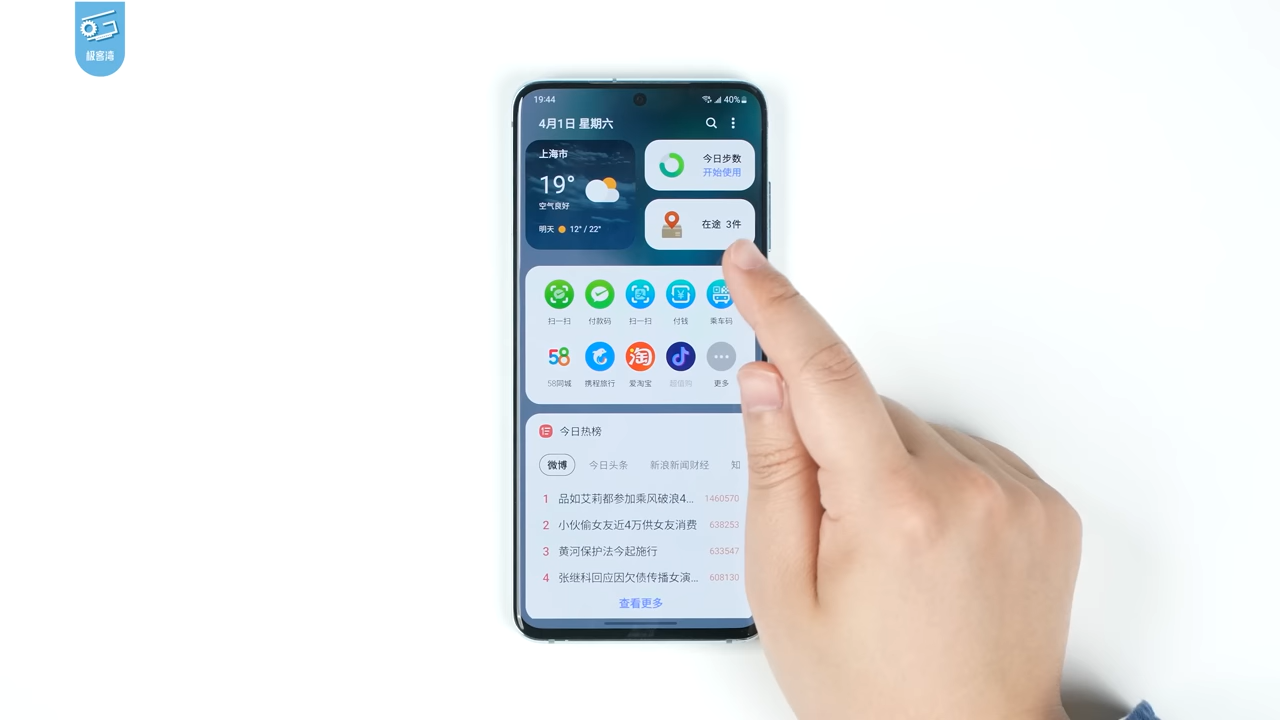 极客湾
19:44
40%
4月1日 星期六
上海市
19°
空气良好
明天 12° / 22°
今日步数
开始使用
在途 3件
扫一扫
付款码
扫一扫
付钱
乘车码
58
58同城
携程旅行
淘
爱淘宝
超值购
更多
今日热榜
微博
今日头条
新浪新闻财经
知
1 品如艾莉都参加乘风破浪4... 1460570
2 小伙偷女友近4万供女友消费 638253
3 黄河保护法今起施行 633547
4 张继科回应因欠债传播女演... 608130
查看更多